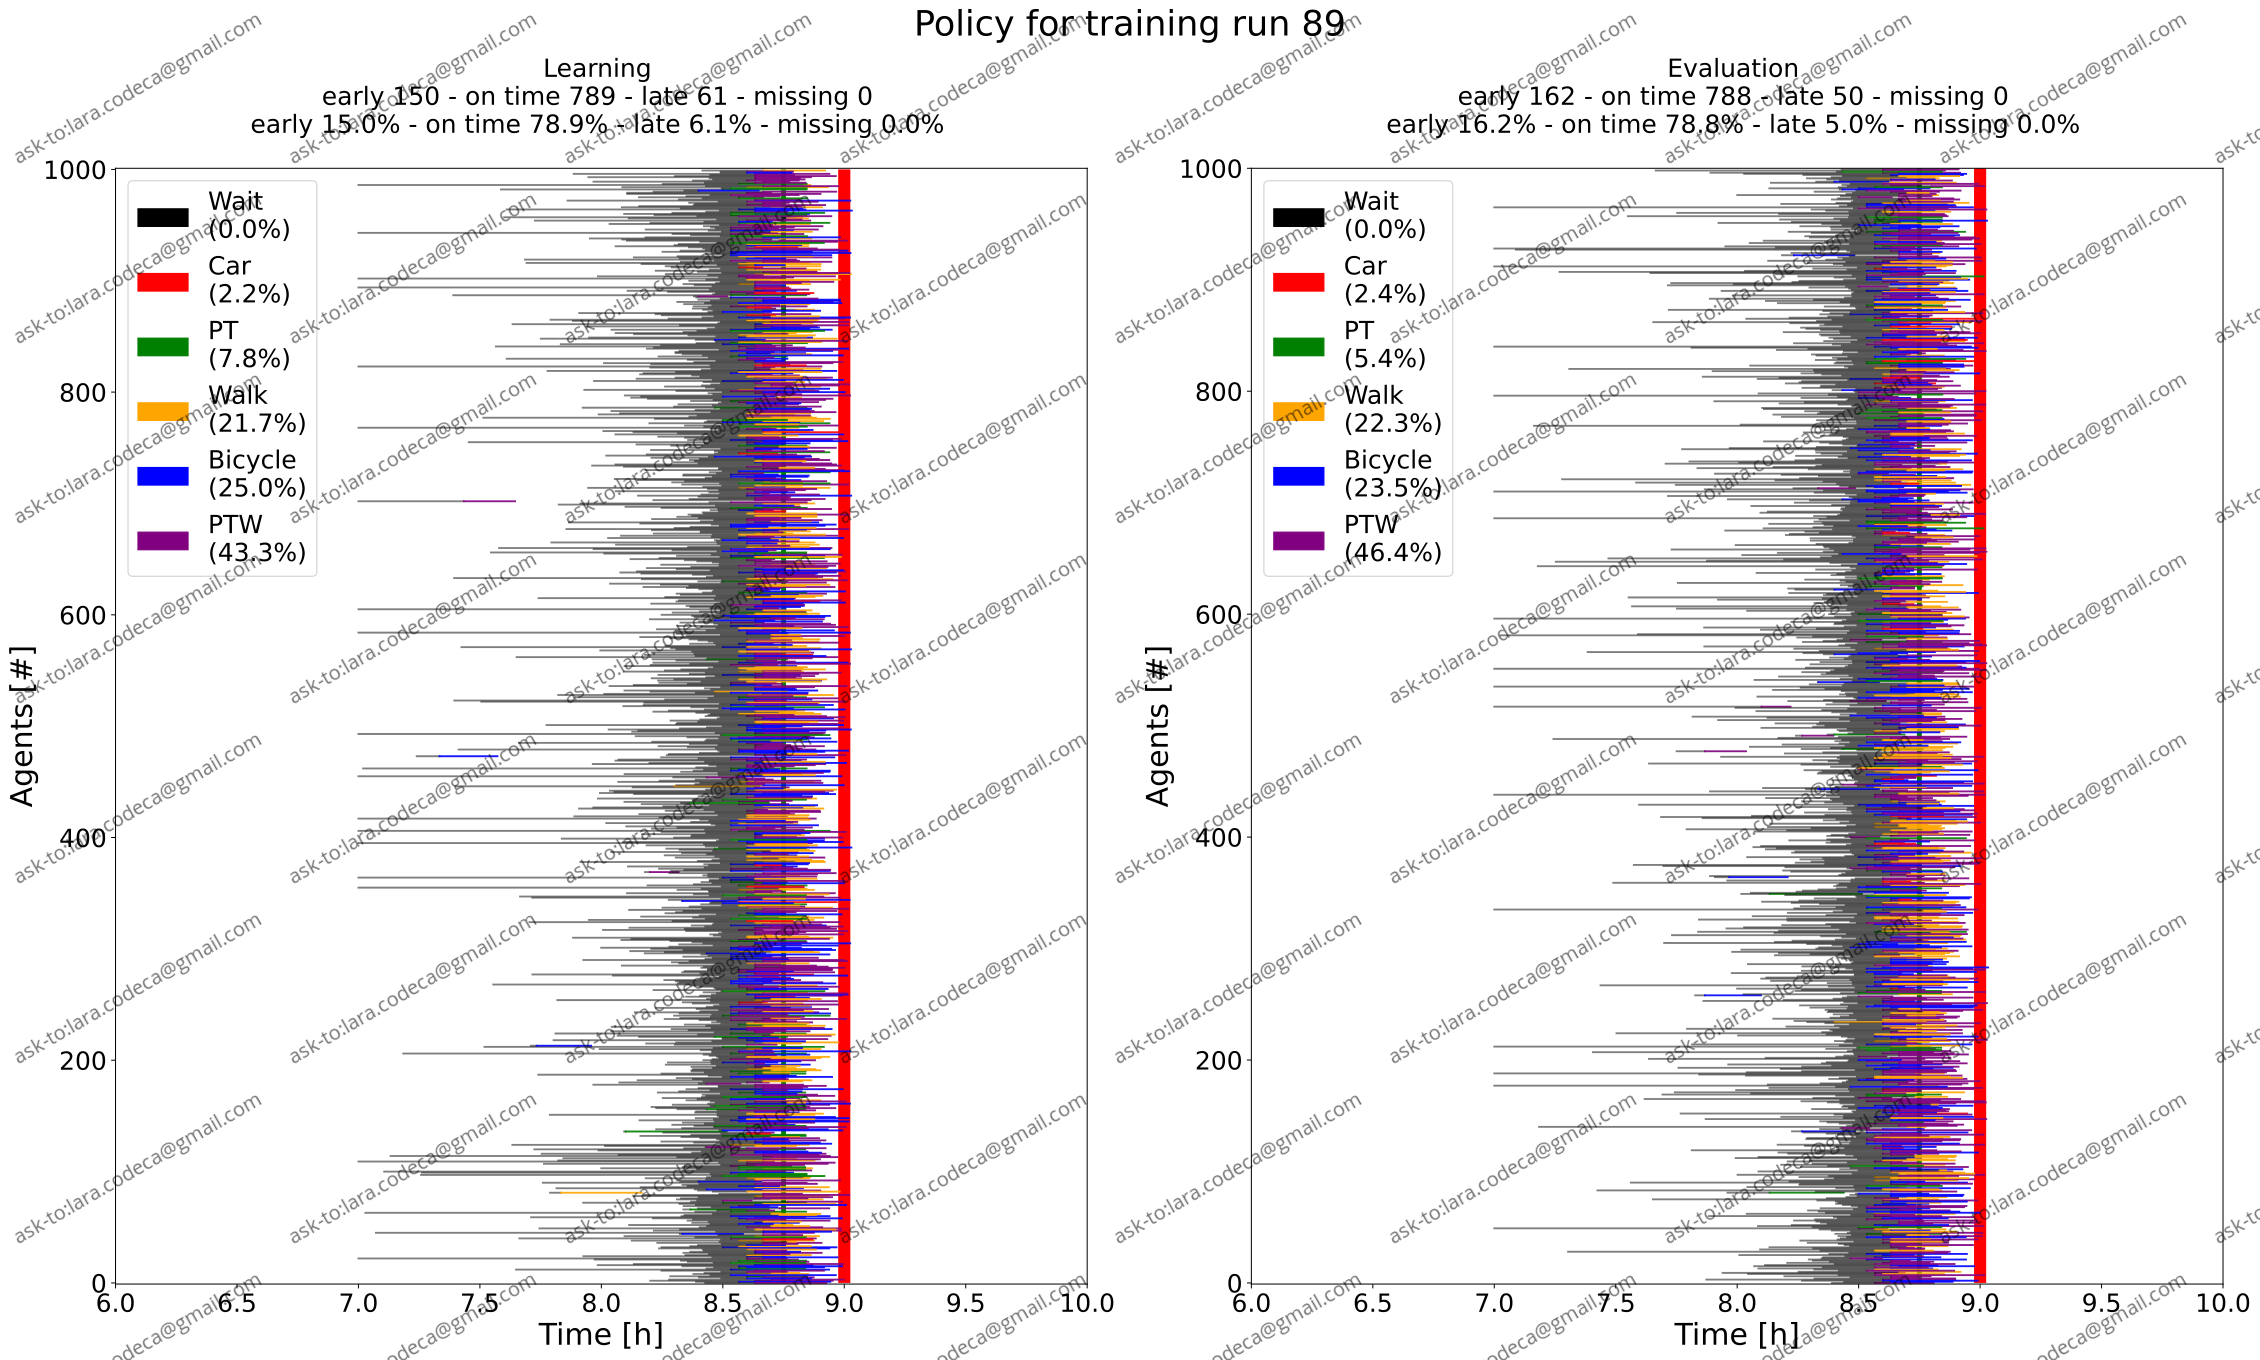 Policy for training run 89
Learning
early 150 - on time 789 - late 61 - missing 0
early 15.0% - on time 78.9% - late 6.1% - missing 0.0%
Agents [#]
1000
800
600
400
200
0
Wait
(0.0%)
Car
(2.2%)
PT
(7.8%)
Walk
(21.7%)
Bicycle
(25.0%)
PTW
(43.3%)
6.0 6.5 7.0 7.5 8.0 8.5 9.0 9.5 10.0
Time [h]
Evaluation
early 162 - on time 788 - late 50 - missing 0
early 16.2% - on time 78.8% - late 5.0% - missing 0.0%
Agents [#]
1000
800
600
400
200
0
Wait
(0.0%)
Car
(2.4%)
PT
(5.4%)
Walk
(22.3%)
Bicycle
(23.5%)
PTW
(46.4%)
6.0 6.5 7.0 7.5 8.0 8.5 9.0 9.5 10.0
Time [h]
ask-to:lara.codeca@gmail.com